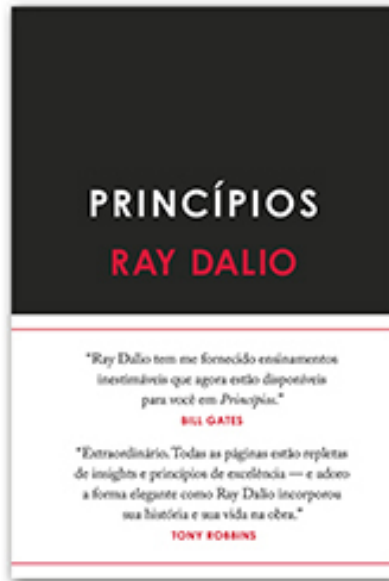 PRINCÍPIOS
RAY DALIO
"Ray Dalio tem me fornecido ensinamentos
inestimáveis que agora estão disponíveis
para você em Princípios."
BILL GATES
"Extraordinário. Todas as páginas estão repletas
de insights e princípios de excelência — e adoro
a forma elegante como Ray Dalio incorporou
sua história e sua vida na obra."
TONY ROBBINS